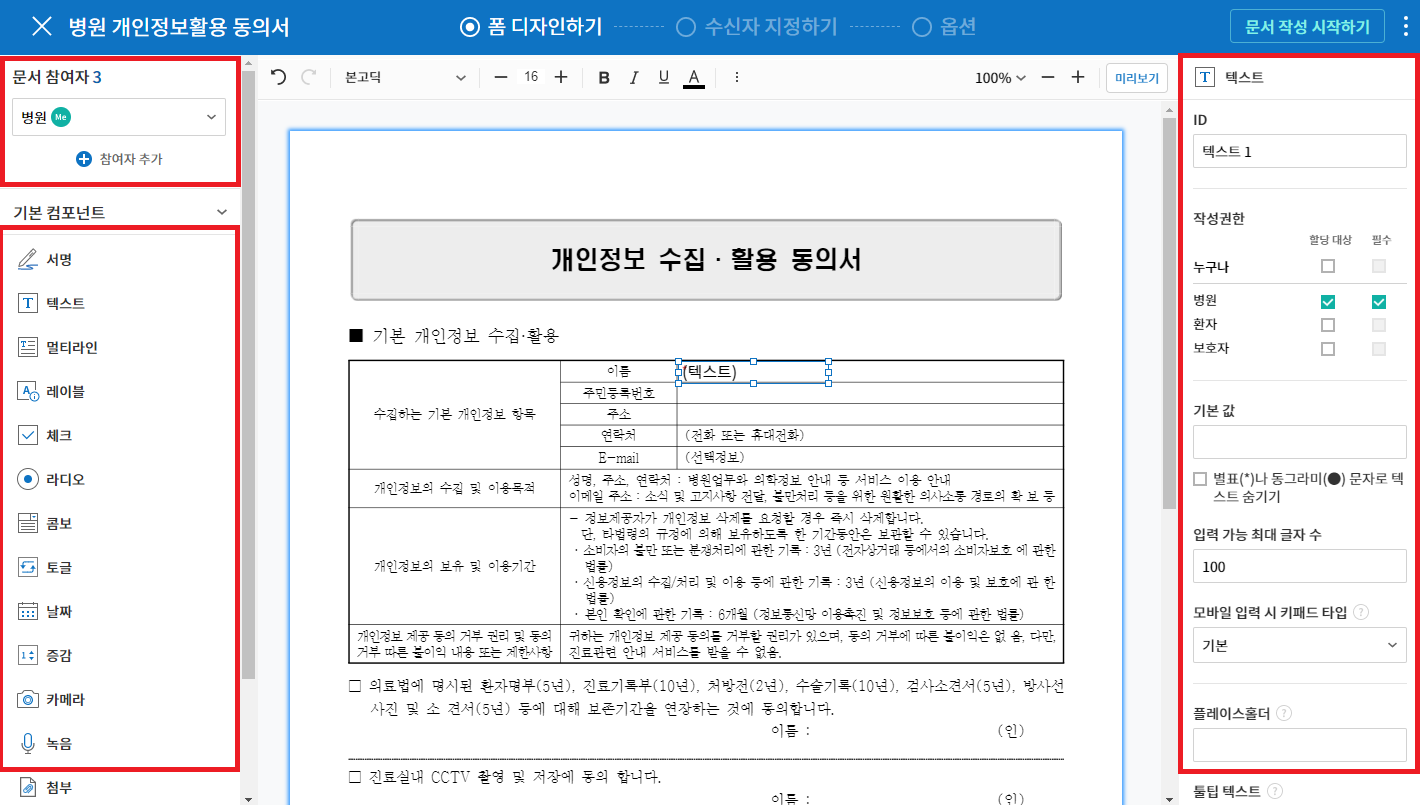 병원 개인정보활용 동의서
폼 디자인하기
수신자 지정하기
옵션
문서 작성 시작하기
문서 참여자 3
병원 Me
참여자 추가
기본 컴포넌트
서명
텍스트
멀티라인
레이블
체크
라디오
콤보
토글
날짜
증감
카메라
녹음
첨부
본고딕
16
B I U A
100%
미리보기
개인정보 수집 · 활용 동의서
■ 기본 개인정보 수집·활용
수집하는 기본 개인정보 항목
이름 (텍스트)
주민등록번호
주소
연락처 (전화 또는 휴대전화)
E-mail (선택정보)
개인정보의 수집 및 이용목적
성명, 주소, 연락처 : 병원업무와 의학정보 안내 등 서비스 이용 안내
이메일 주소 : 소식 및 고지사항 전달, 불만처리 등을 위한 원활한 의사소통 경로의 확 보 등
개인정보의 보유 및 이용기간
- 정보제공자가 개인정보 삭제를 요청할 경우 즉시 삭제합니다.
단, 타법령의 규정에 의해 보유하도록 한 기간동안은 보관할 수 있습니다.
· 소비자의 불만 또는 분쟁처리에 관한 기록 : 3년 (전자상거래 등에서의 소비자보호 에 관한
법률)
· 신용정보의 수집/처리 및 이용 등에 관한 기록 : 3년 (신용정보의 이용 및 보호에 관 한
법률)
· 본인 확인에 관한 기록 : 6개월 (정보통신망 이용촉진 및 정보보호 등에 관한 법률)
개인정보 제공 동의 거부 권리 및 동의
거부 따른 불이익 내용 또는 제한사항
귀하는 개인정보 제공 동의를 거부할 권리가 있으며, 동의 거부에 따른 불이익은 없 음, 다만,
진료관련 안내 서비스를 받을 수 없음.
□ 의료법에 명시된 환자명부(5년), 진료기록부(10년), 처방전(2년), 수술기록(10년), 검사소견서(5년), 방사선
사진 및 소 견서(5년) 등에 대해 보존기간을 연장하는 것에 동의합니다.
이름 : (인)
□ 진료실내 CCTV 촬영 및 저장에 동의 합니다.
이름 : (인)
T 텍스트
ID
텍스트 1
작성권한
할당 대상 필수
누구나
병원
환자
보호자
기본 값
별표(*)나 동그라미(●) 문자로 텍
스트 숨기기
입력 가능 최대 글자 수
100
모바일 입력 시 키패드 타입 ?
기본
플레이스홀더 ?
툴팁 텍스트 ?